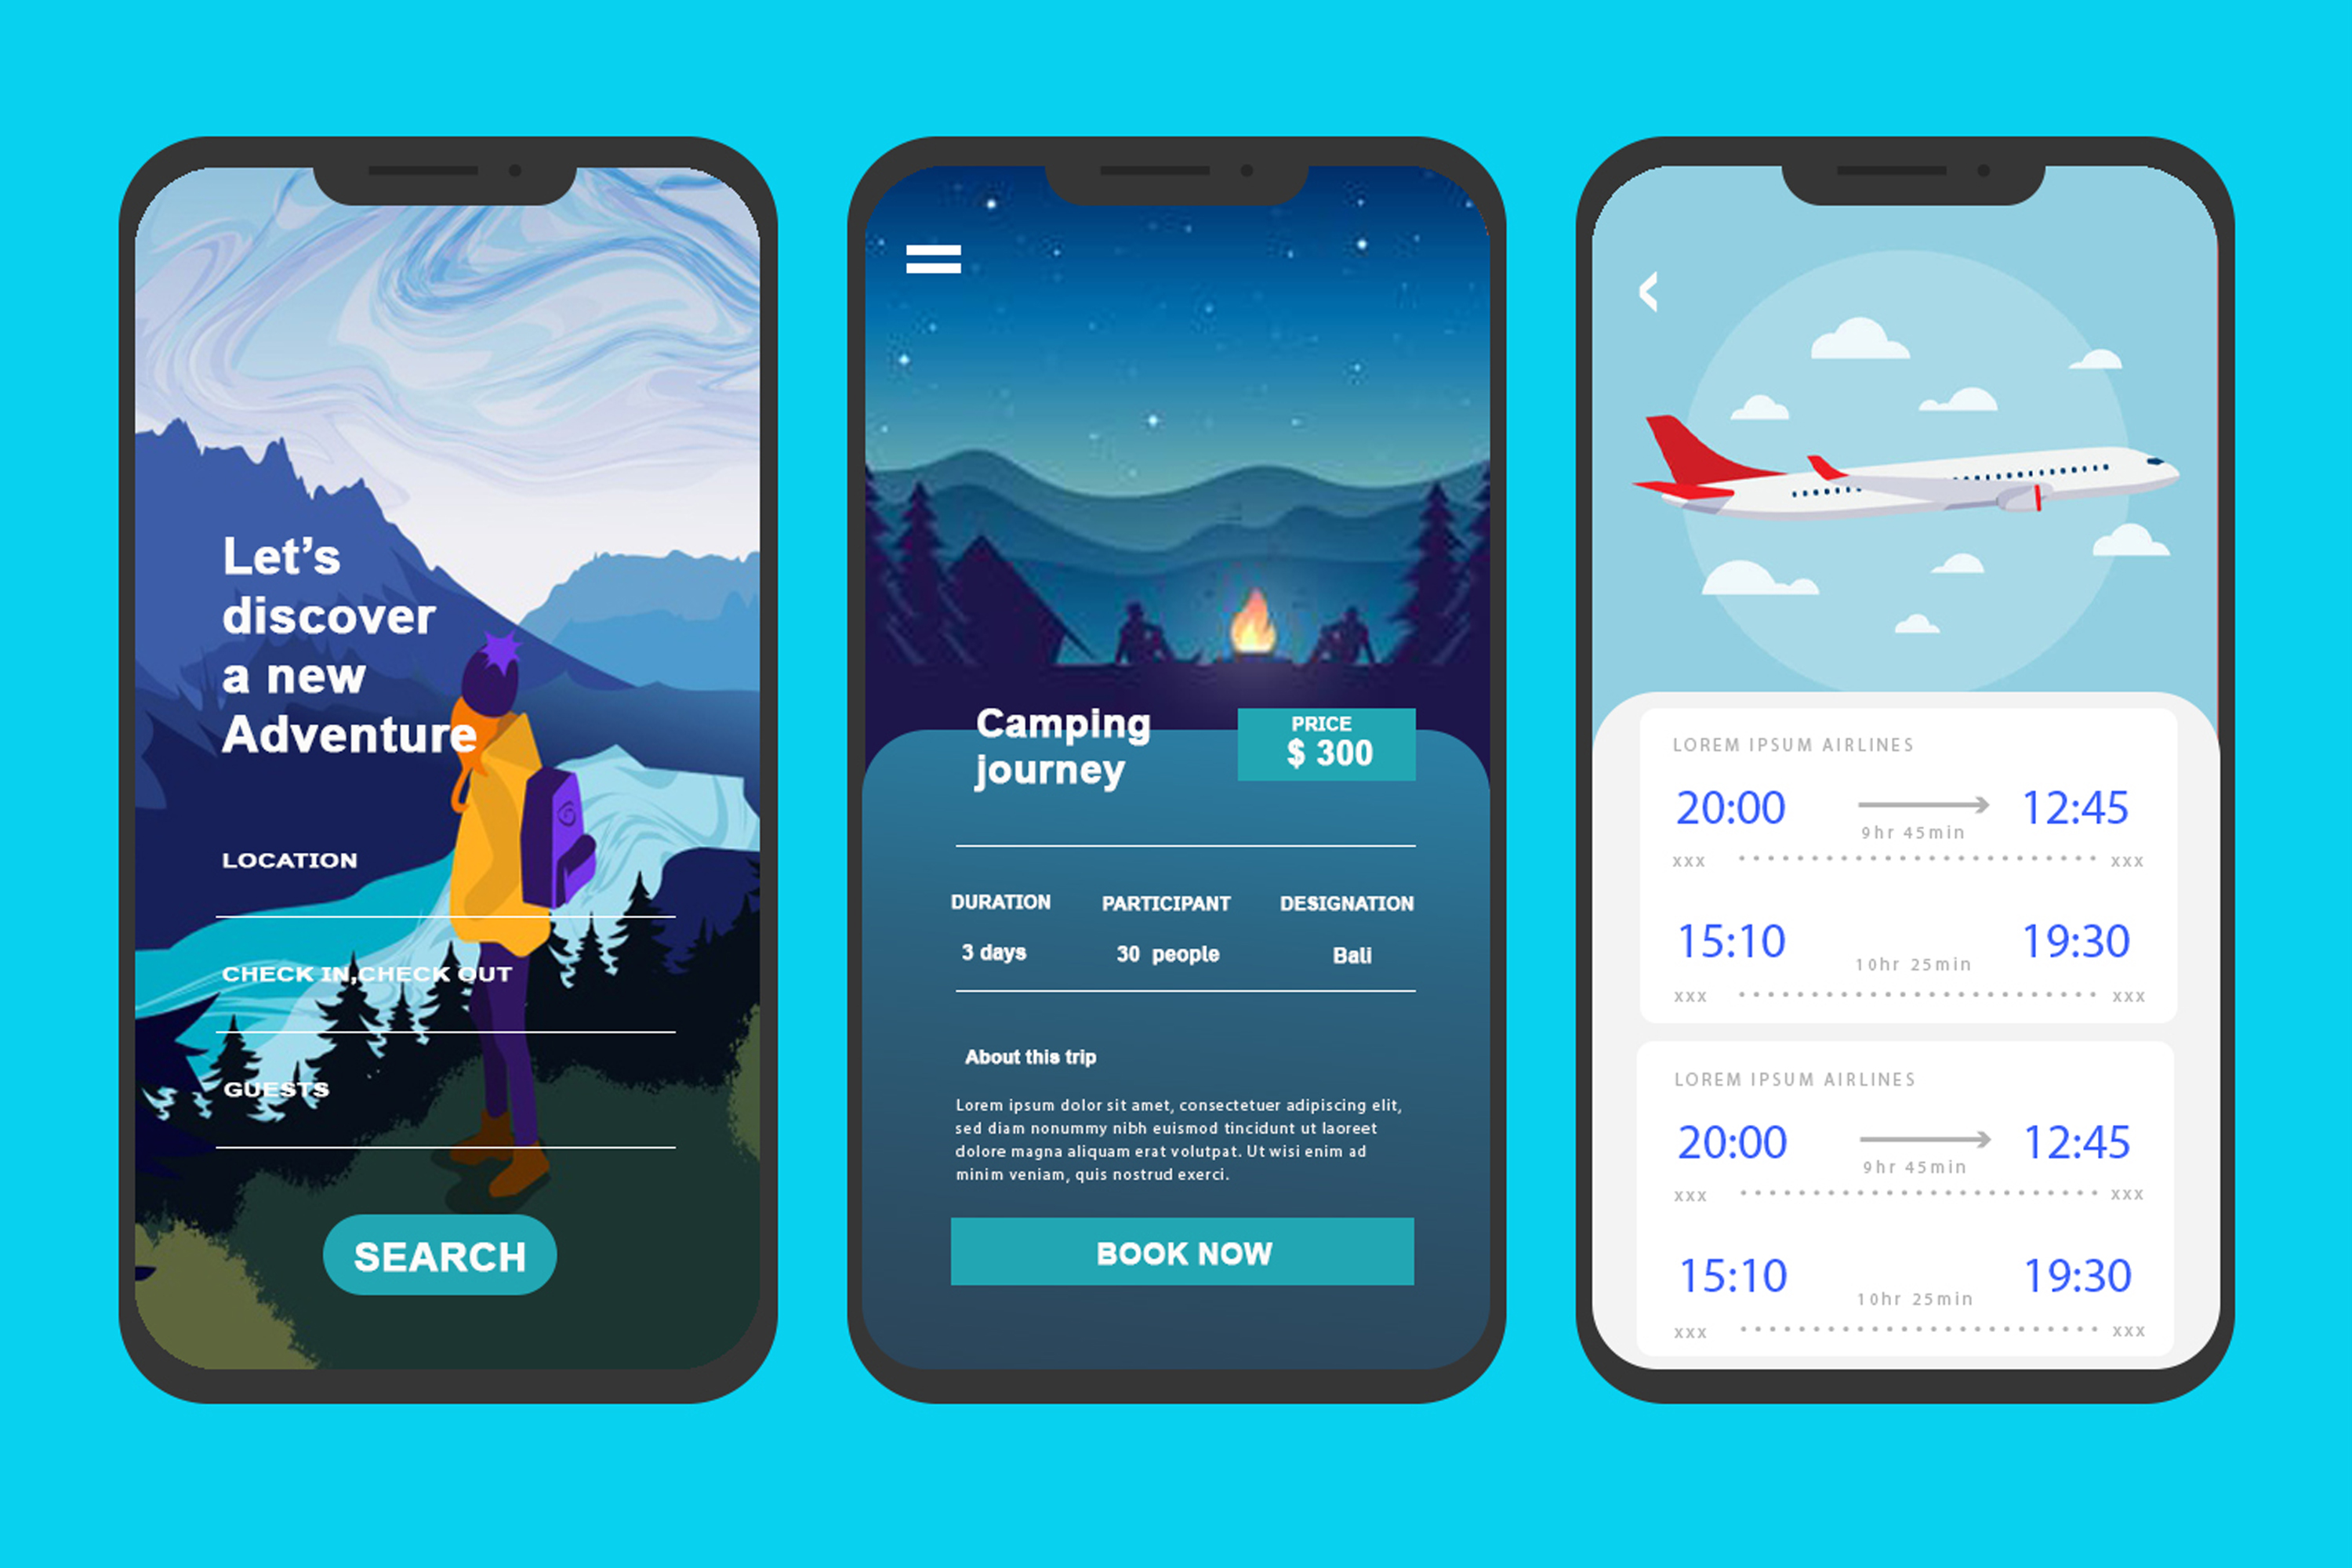 Let’s
discover
a new
Adventure
LOCATION
CHECK IN,CHECK OUT
GUESTS
SEARCH
Camping
journey
PRICE
$ 300
DURATION PARTICIPANT DESIGNATION
3 days 30 people Bali
About this trip
Lorem ipsum dolor sit amet, consectetuer adipiscing elit,
sed diam nonummy nibh euismod tincidunt ut laoreet
dolore magna aliquam erat volutpat. Ut wisi enim ad
minim veniam, quis nostrud exerci.
BOOK NOW
LOREM IPSUM AIRLINES
20:00 12:45
9hr 45min
xxx xxx
15:10 19:30
10hr 25min
xxx xxx
LOREM IPSUM AIRLINES
20:00 12:45
9hr 45min
xxx xxx
15:10 19:30
10hr 25min
xxx xxx